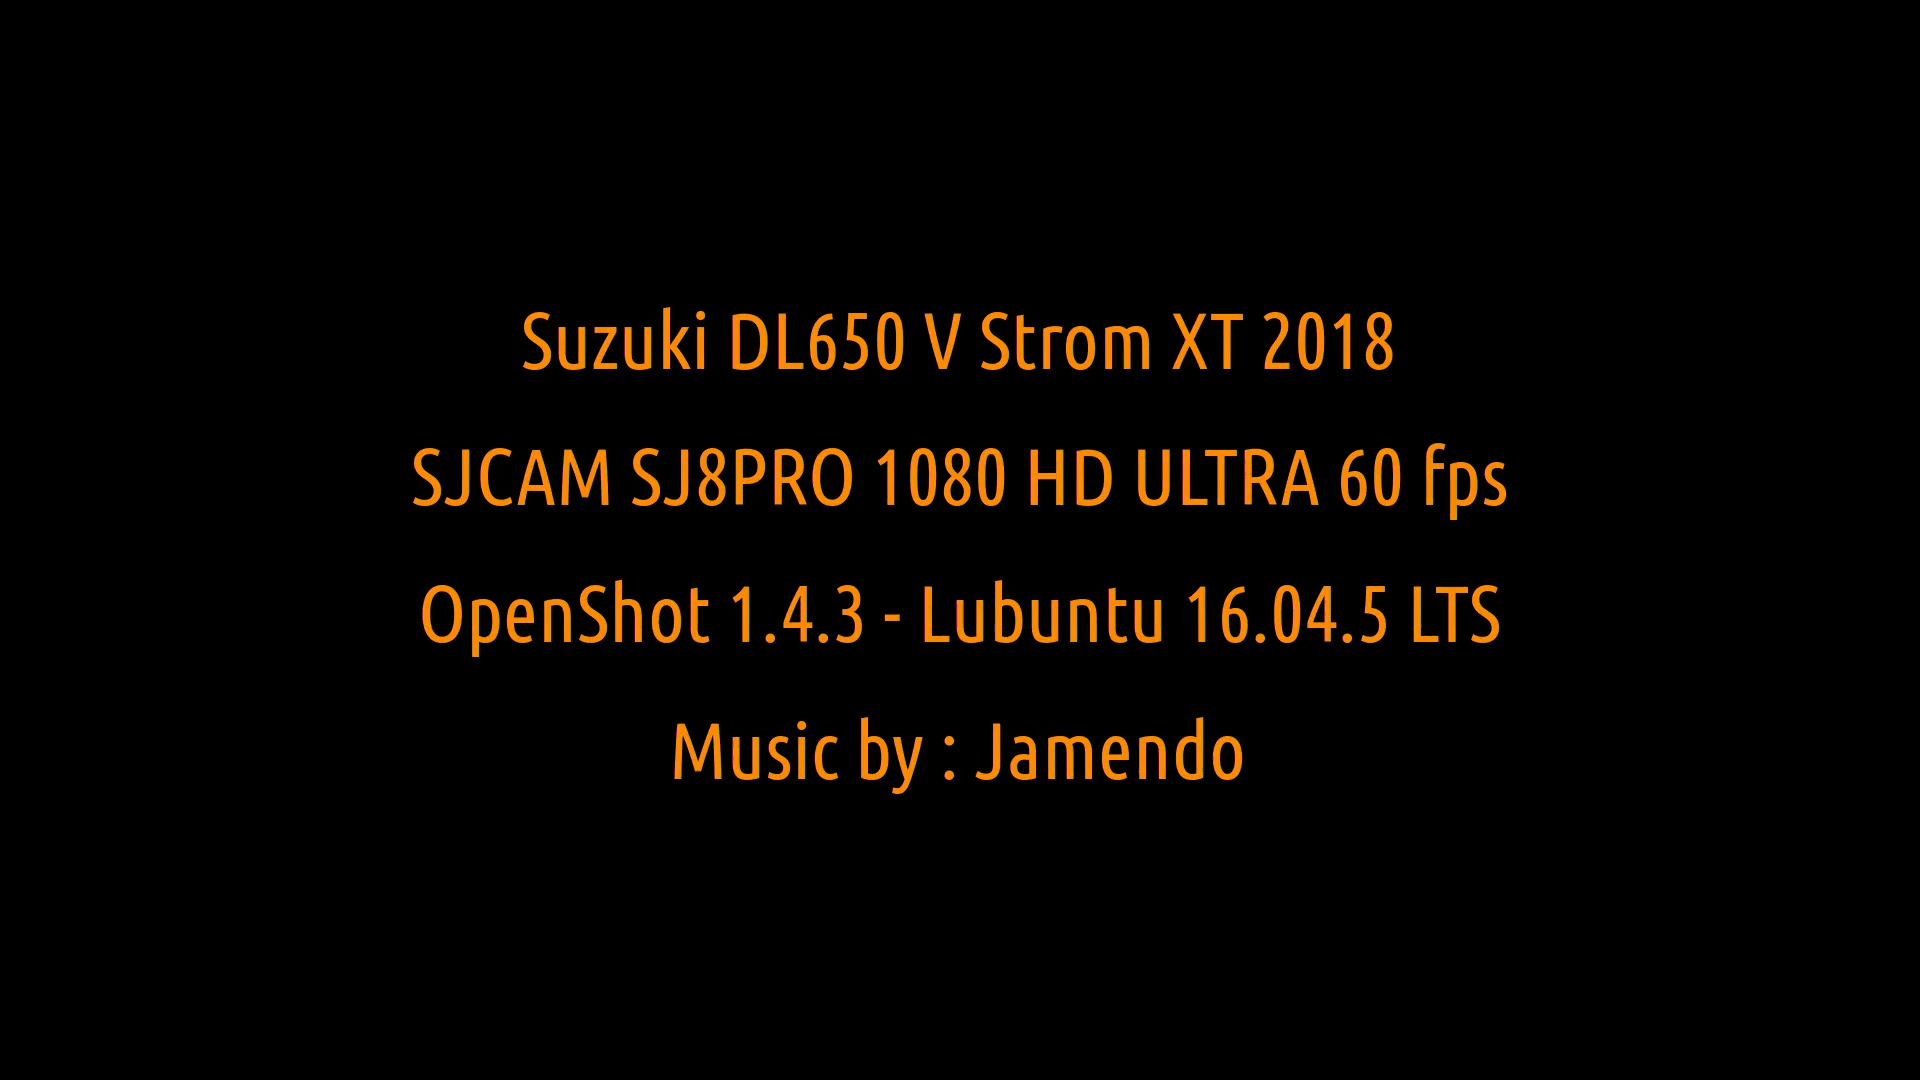 Suzuki DL650 V Strom XT 2018
SJCAM SJ8PRO 1080 HD ULTRA 60 fps
OpenShot 1.4.3 - Lubuntu 16.04.5 LTS
Music by : Jamendo